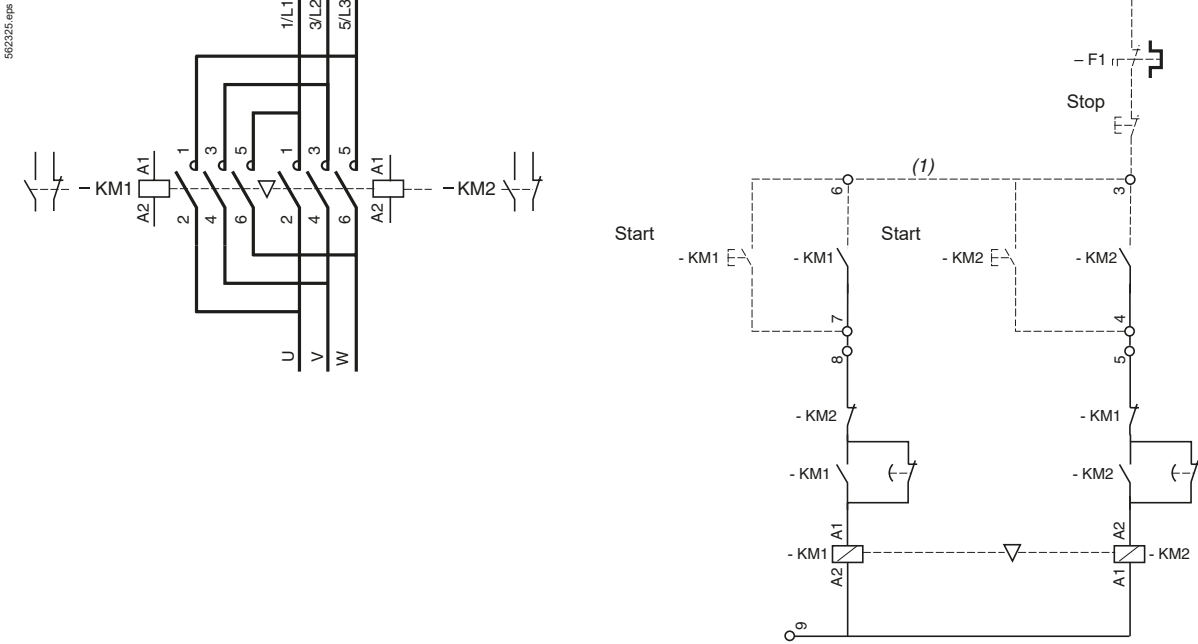 562325.eps
1/L1
3/L2
5/L3
1 3 5 1 3 5
A1 A1
– KM1 – KM2
A2 A2
2 4 6 2 4 6
U V W
– F1
Stop
(1)
6 3
Start Start
- KM1 - KM1 - KM2 - KM2
7 4
8 5
- KM2 - KM1
- KM1 - KM2
A1 A2
- KM1 - KM2
A2 A1
9